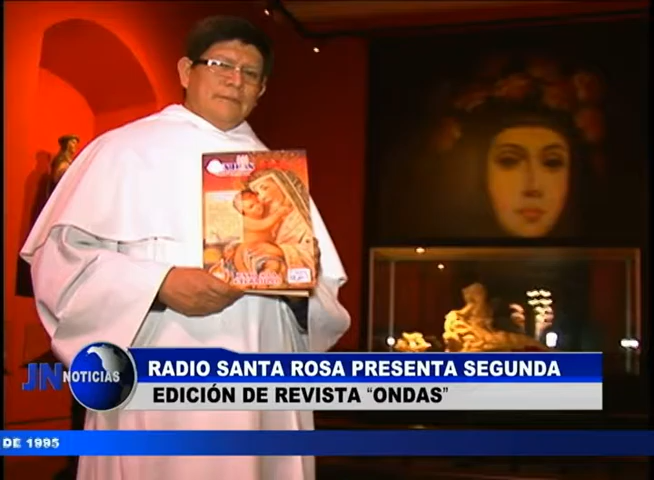 RADIO SANTA ROSA PRESENTA SEGUNDA
EDICIÓN DE REVISTA “ONDAS”
JN NOTICIAS
DE 1995